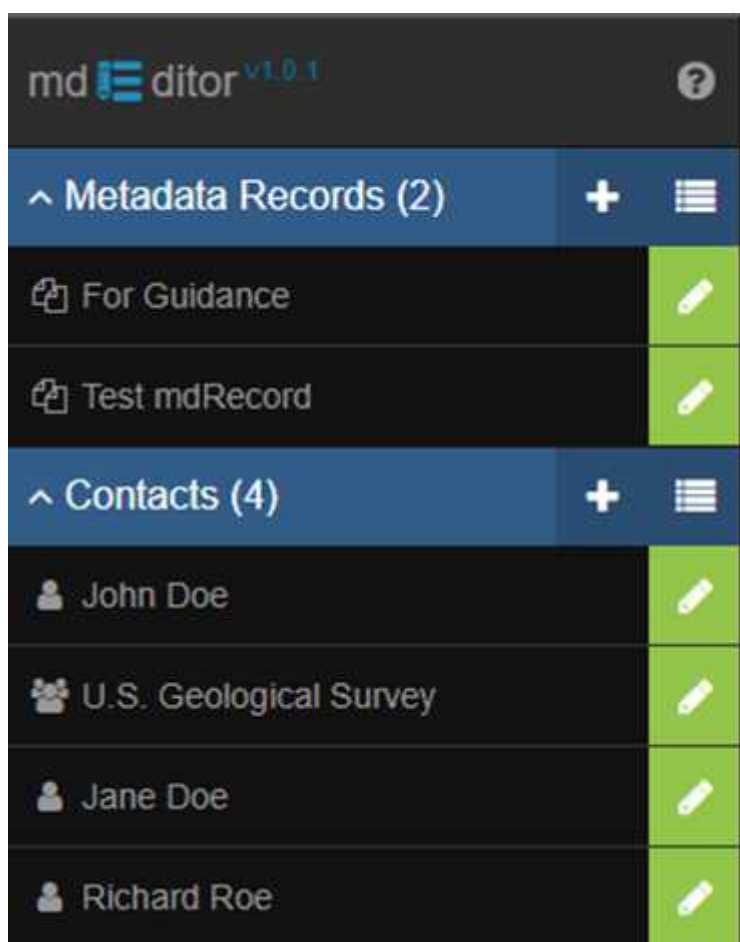 mdEditor v1.0.1
Metadata Records (2)
For Guidance
Test mdRecord
Contacts (4)
John Doe
U.S. Geological Survey
Jane Doe
Richard Roe